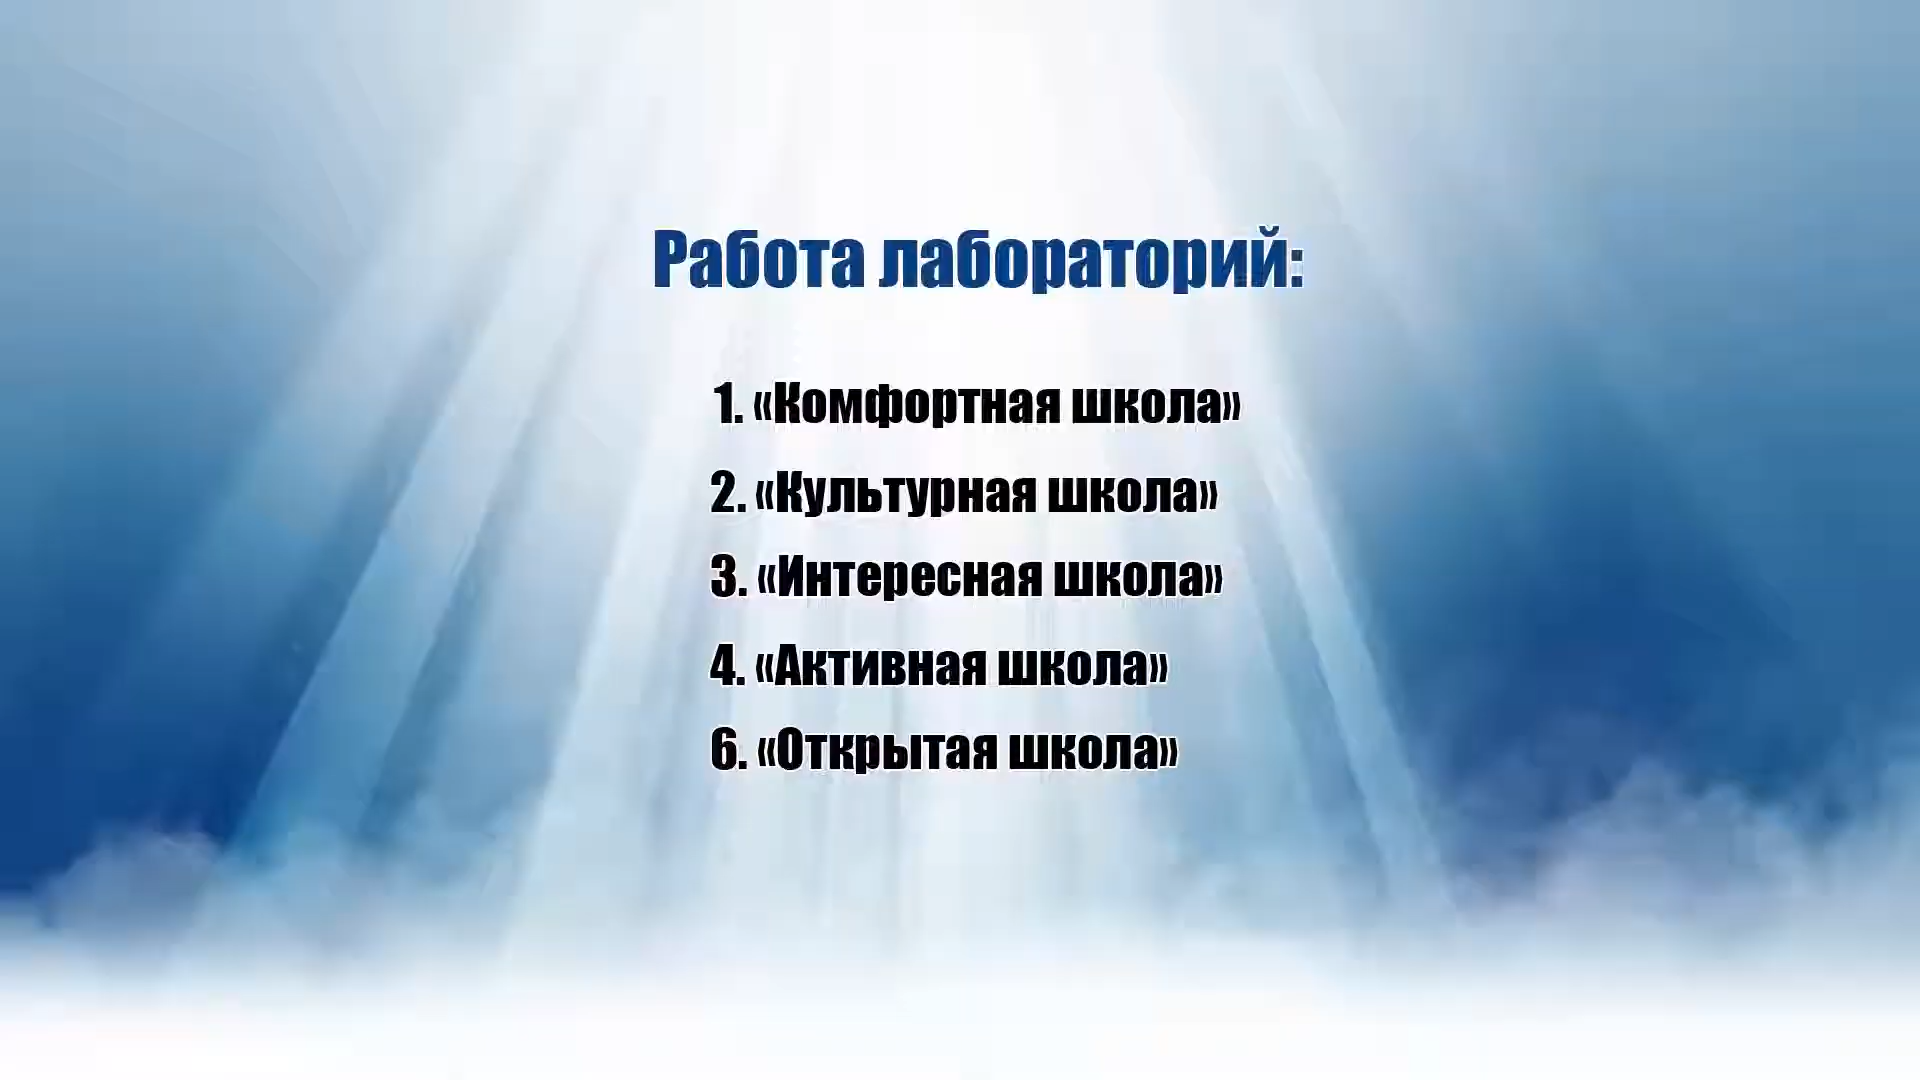 Работа лабораторий:
1. «Комфортная школа»
2. «Культурная школа»
3. «Интересная школа»
4. «Активная школа»
6. «Открытая школа»